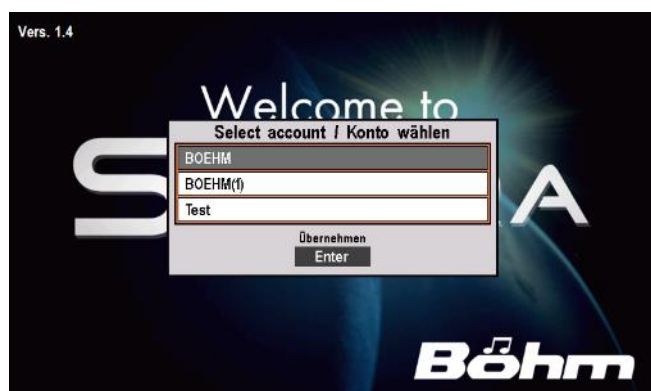 Vers. 1.4
Welcome to
S A
Select account / Konto wählen
BOEHM
BOEHM(1)
Test
Übernehmen
Enter
Böhm